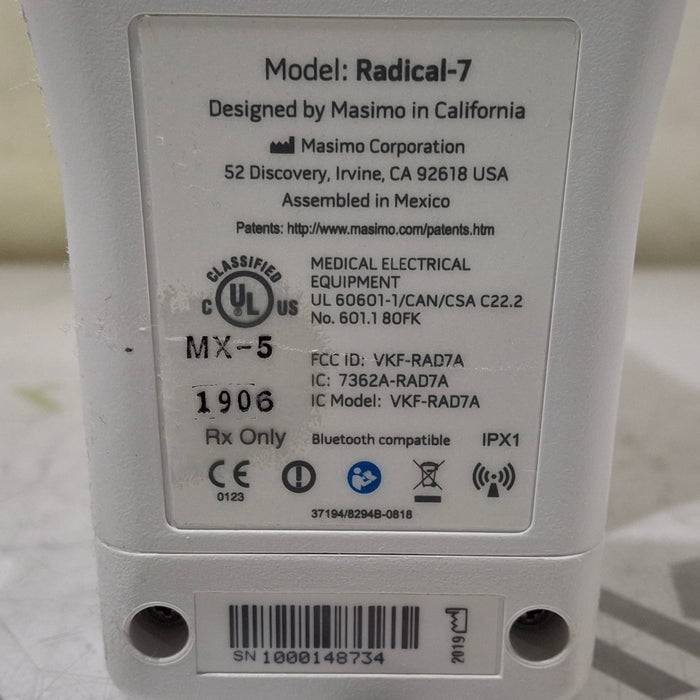 Model: Radical-7
Designed by Masimo in California
Masimo Corporation
52 Discovery, Irvine, CA 92618 USA
Assembled in Mexico
Patents: http://www.masimo.com/patents.htm
CLASSIFIED
C UL US
®
MEDICAL ELECTRICAL
EQUIPMENT
UL 60601-1/CAN/CSA C22.2
No. 601.1 80FK
MX-5
FCC ID: VKF-RAD7A
IC: 7362A-RAD7A
1906
IC Model: VKF-RAD7A
Rx Only
Bluetooth compatible
IPX1
CE
0123
37194/8294B-0818
SN 1000148734
2019